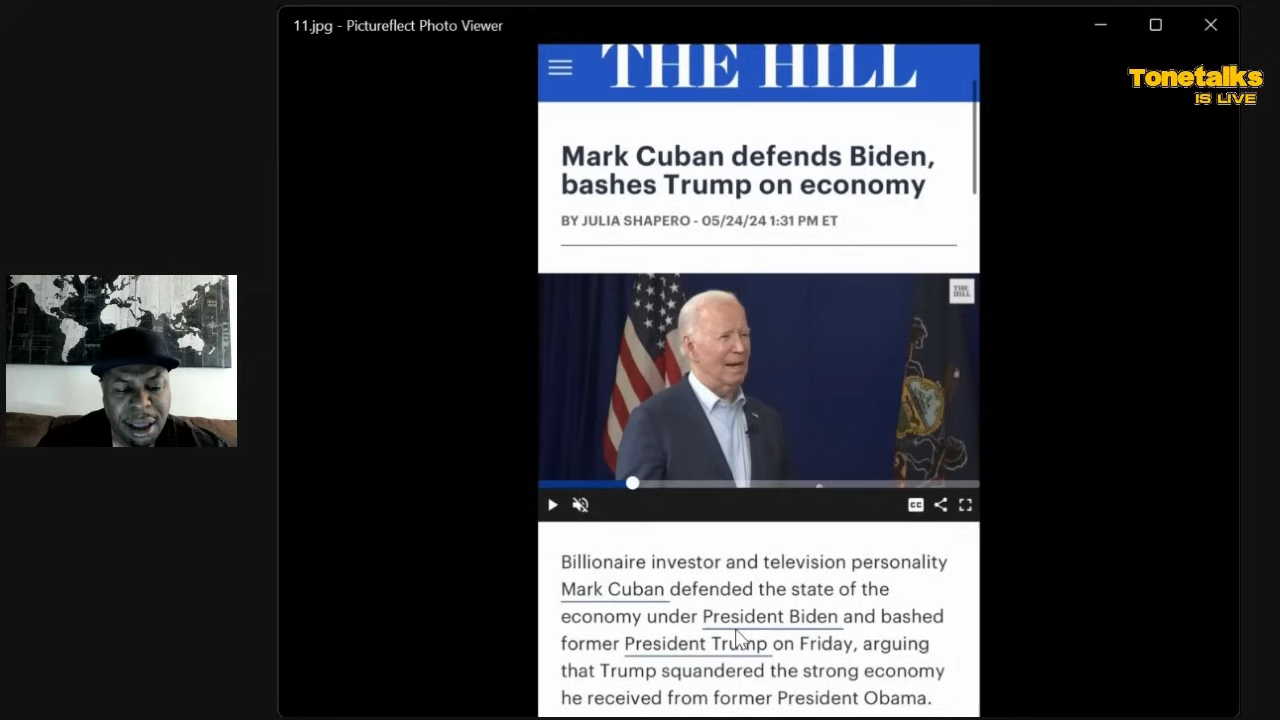 11.jpg - Pictureflect Photo Viewer
Tonetalks
IS LIVE
THE HILL
Mark Cuban defends Biden,
bashes Trump on economy
BY JULIA SHAPERO - 05/24/24 1:31 PM ET
THE
HILL
CC
Billionaire investor and television personality
Mark Cuban defended the state of the
economy under President Biden and bashed
former President Trump on Friday, arguing
that Trump squandered the strong economy
he received from former President Obama.